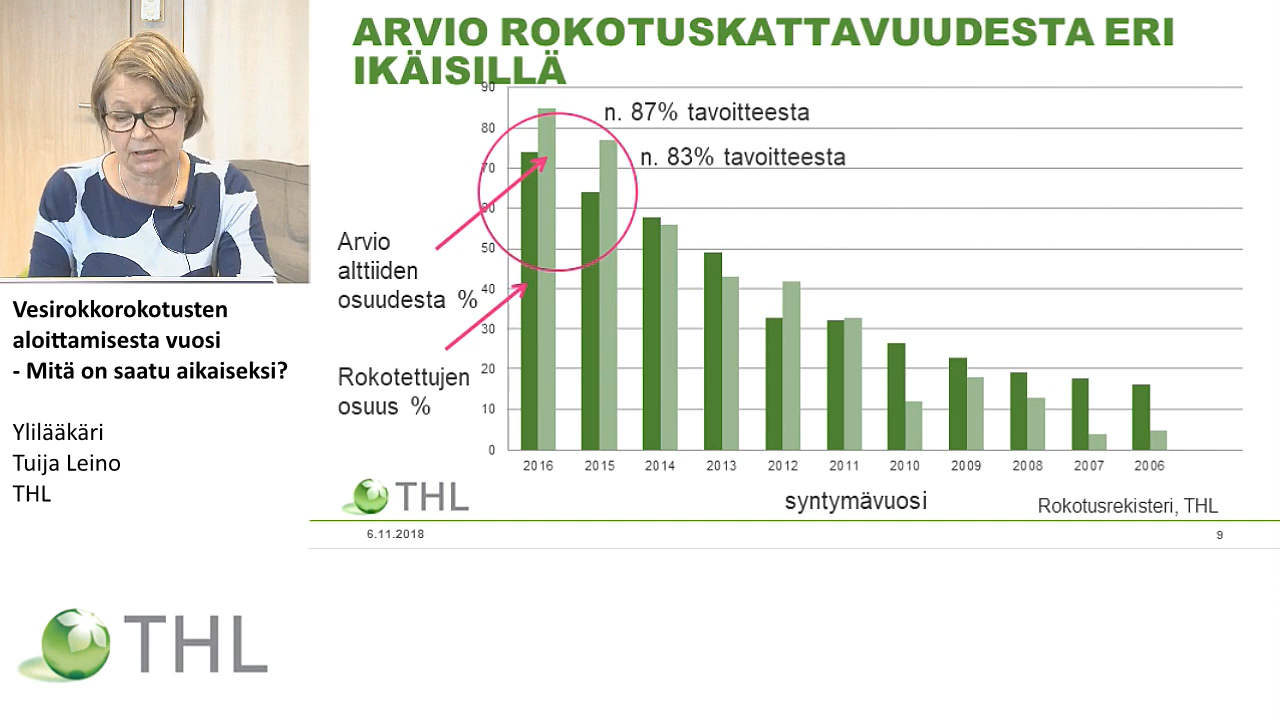 ARVIO ROKOTUSKATTAVUUDESTA ERI
IKÄISILLÄ
n. 87% tavoitteesta
n. 83% tavoitteesta
Arvio
alttiiden
osuudesta %
Rokotettujen
osuus %
90
80
70
60
50
40
30
20
10
0
2016 2015 2014 2013 2012 2011 2010 2009 2008 2007 2006
syntymävuosi
THL
Rokotusrekisteri, THL
6.11.2018
9
Vesirokkorokotusten
aloittamisesta vuosi
- Mitä on saatu aikaiseksi?
Ylilääkäri
Tuija Leino
THL
THL